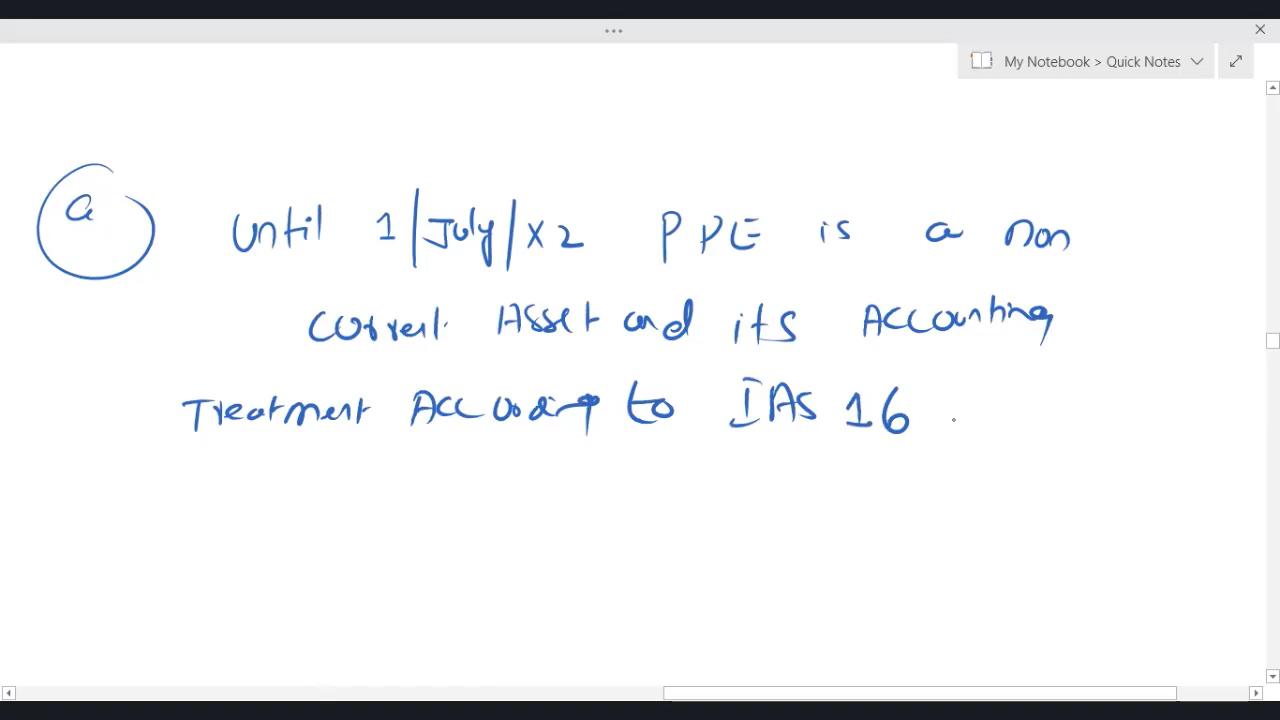 ...
My Notebook > Quick Notes
a Until 1/July/X2 PPE is a non
current Asset and its Accounting
Treatment According to IAS 16